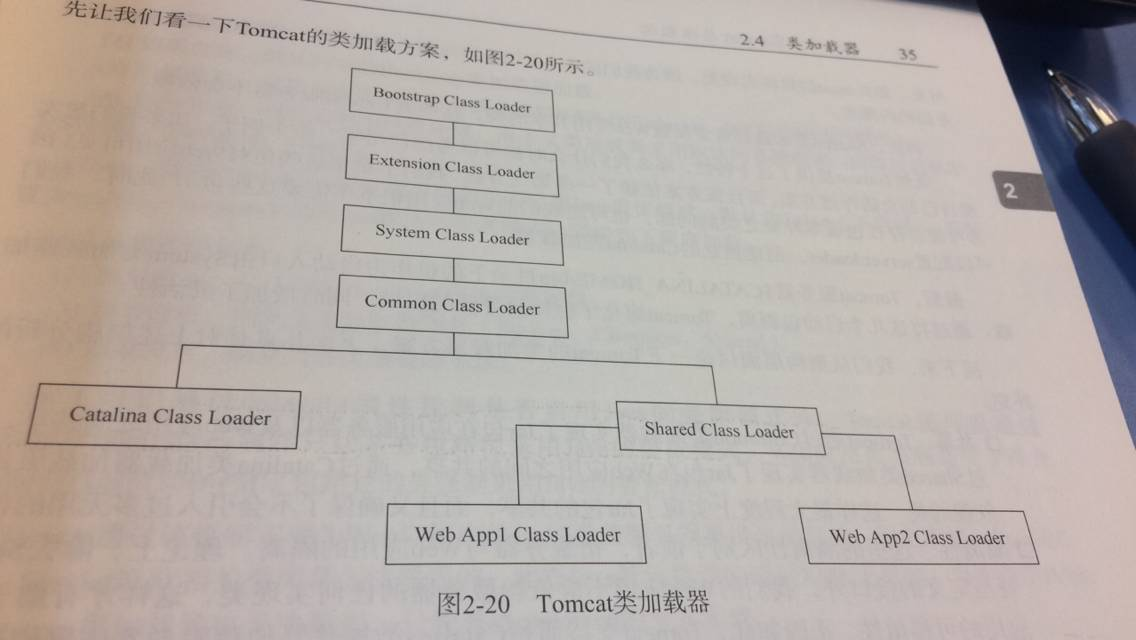 2.4 类加载器 35
先让我们看一下Tomcat的类加载方案，如图2-20所示。
Bootstrap Class Loader
Extension Class Loader
2
System Class Loader
Common Class Loader
Catalina Class Loader
Shared Class Loader
Web App1 Class Loader
Web App2 Class Loader
图2-20 Tomcat类加载器